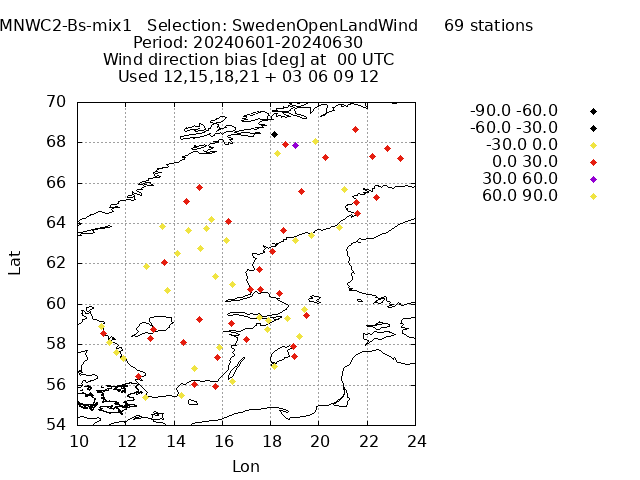 MNWC2-Bs-mix1 Selection: SwedenOpenLandWind 69 stations
Period: 20240601-20240630
Wind direction bias [deg] at 00 UTC
Used 12,15,18,21 + 03 06 09 12
70
68
66
64
62
60
58
56
54
Lat
10 12 14 16 18 20 22 24
Lon
-90.0 -60.0
-60.0 -30.0
-30.0 0.0
0.0 30.0
30.0 60.0
60.0 90.0